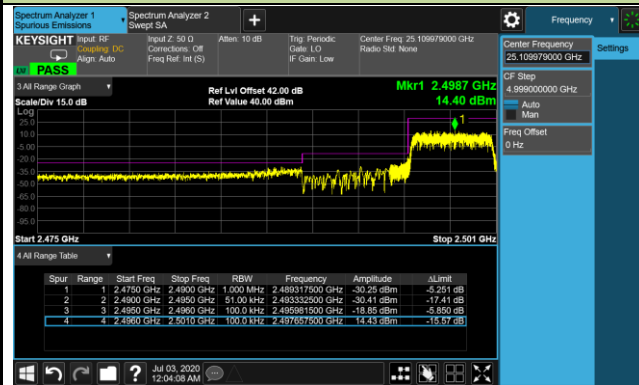 Spectrum Analyzer 1
Spurious Emissions
Spectrum Analyzer 2
Swept SA
Frequency
KEYSIGHT
Input: RF
Coupling: DC
Align: Auto
Input Z: 50 Ω
Corrections: Off
Freq Ref: Int (S)
Atten: 10 dB
Trig: Periodic
Gate: LO
IF Gain: Low
Center Freq: 25.109979000 GHz
Radio Std: None
PASS
Center Frequency
25.109979000 GHz
Settings
CF Step
4.999000000 GHz
Auto
Man
Freq Offset
0 Hz
3 All Range Graph
Scale/Div 15.0 dB
Ref Lvl Offset 42.00 dB
Ref Value 40.00 dBm
Mkr1 2.4987 GHz
14.40 dBm
Log
25.0
10.0
-5.00
-20.0
-35.0
-50.0
-65.0
-80.0
-95.0
1
Start 2.475 GHz
Stop 2.501 GHz
4 All Range Table
Spur Range Start Freq Stop Freq RBW Frequency Amplitude ΔLimit
1 1 2.4750 GHz 2.4900 GHz 1.000 MHz 2.489317500 GHz -30.25 dBm -5.251 dB
2 2 2.4900 GHz 2.4950 GHz 51.00 kHz 2.493332500 GHz -30.41 dBm -17.41 dB
3 3 2.4950 GHz 2.4960 GHz 100.0 kHz 2.495981500 GHz -18.85 dBm -5.850 dB
4 4 2.4960 GHz 2.5010 GHz 100.0 kHz 2.497657500 GHz 14.43 dBm -15.57 dB
Jul 03, 2020
12:04:08 AM